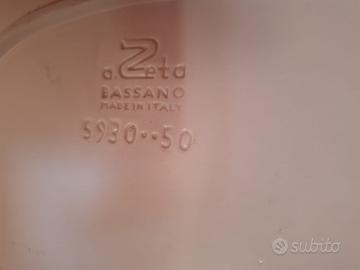 a.Zeta
BASSANO
MADE IN ITALY
5930••50
subito